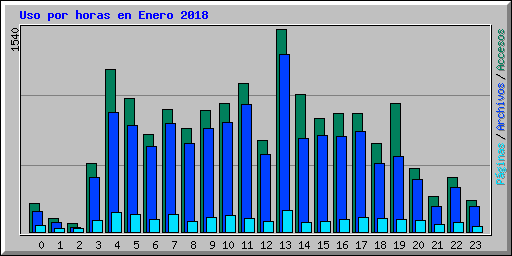 Uso por horas en Enero 2018
1540
Páginas / Archivos / Accesos
0 1 2 3 4 5 6 7 8 9 10 11 12 13 14 15 16 17 18 19 20 21 22 23